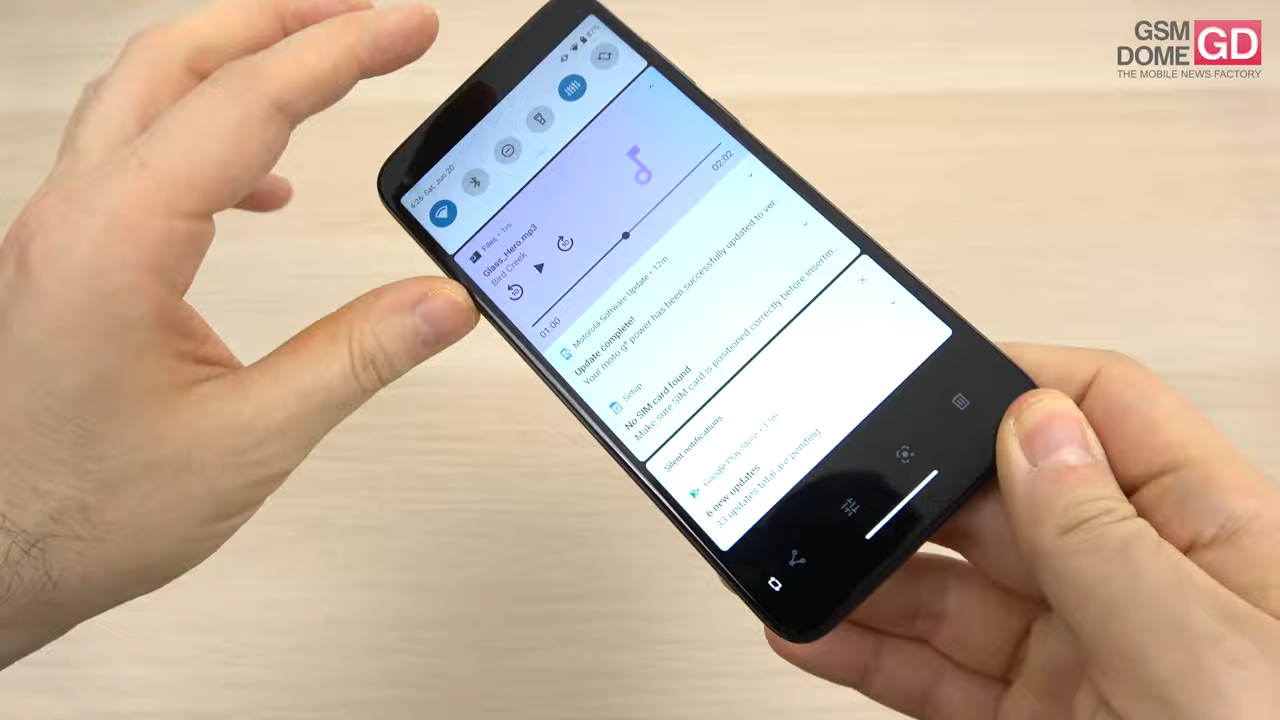 GSM
DOME GD
THE MOBILE NEWS FACTORY
4:26 Sat, Jun 20
87%
Files • 1m
Glass_Hero.mp3
Bird Creek
10
10
01:00
02:02
Motorola Software Update • 12m
Update complete!
Your moto g⁸ power has been successfully updated to ver..
Setup
No SIM card found
Make sure SIM card is positioned correctly before insertin..
Silent notifications
Google Play Store • 12m
6 new updates
33 updates total are pending